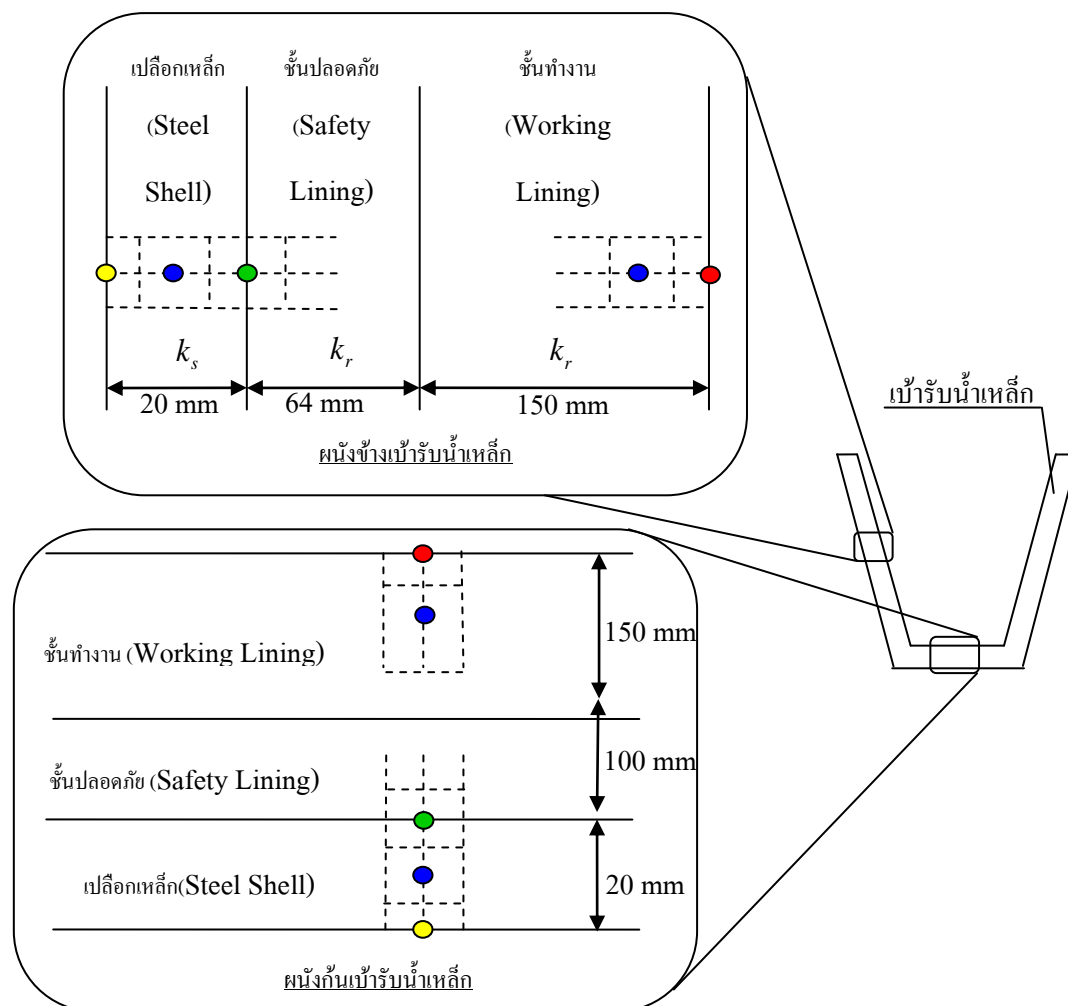 เปลือกเหล็ก ชั้นปลอดภัย ชั้นทำงาน
(Steel (Safety (Working
Shell) Lining) Lining)
k_s k_r k_r
20 mm 64 mm 150 mm
ผนังข้างเบ้ารับน้ำเหล็ก
เบ้ารับน้ำเหล็ก
150 mm
ชั้นทำงาน (Working Lining)
100 mm
ชั้นปลอดภัย (Safety Lining)
เปลือกเหล็ก(Steel Shell)
20 mm
ผนังก้นเบ้ารับน้ำเหล็ก